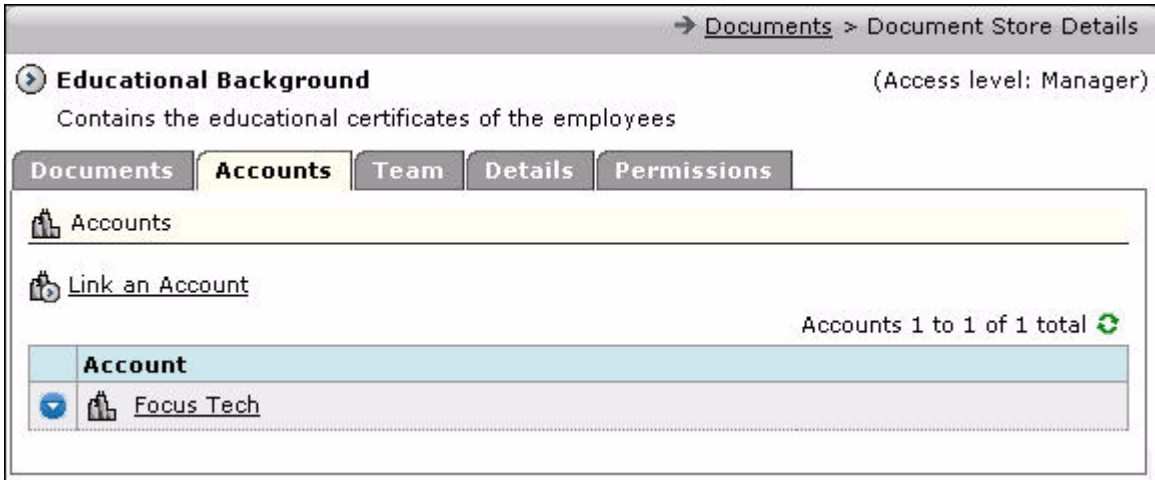 Documents > Document Store Details
Educational Background (Access level: Manager)
Contains the educational certificates of the employees
Documents Accounts Team Details Permissions
Accounts
Link an Account
Accounts 1 to 1 of 1 total
Account
Focus Tech